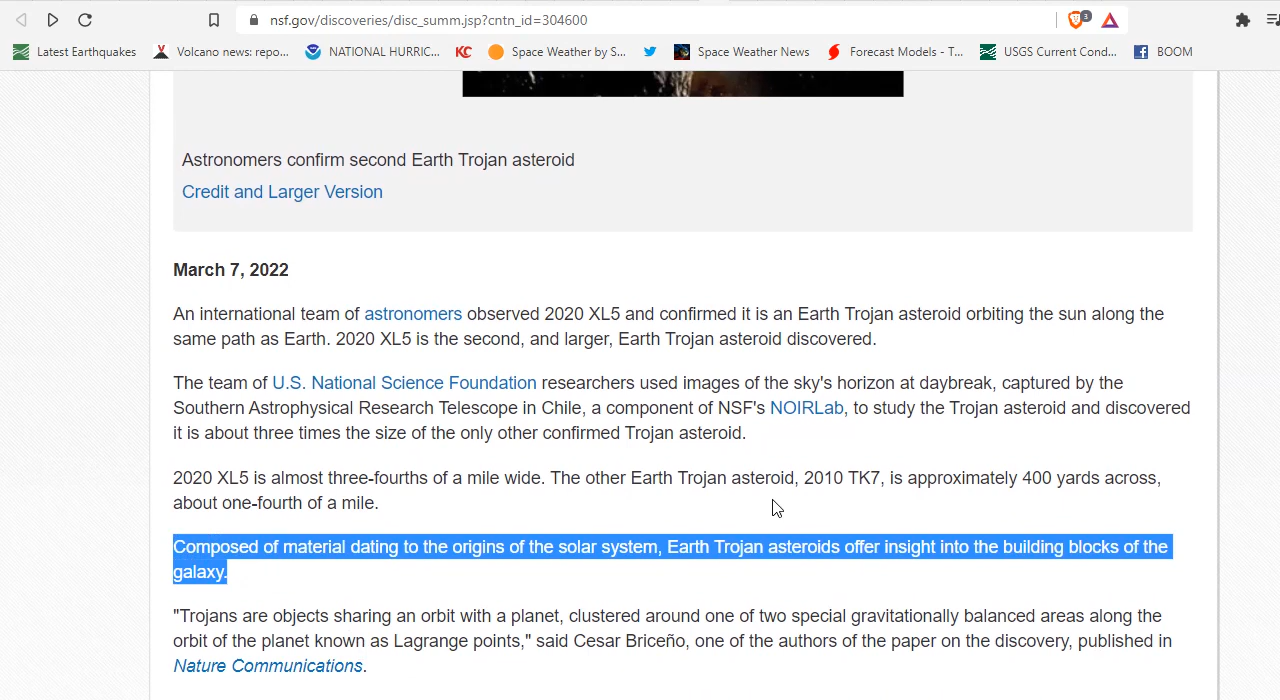 nsf.gov/discoveries/disc_summ.jsp?cntn_id=304600
3
Latest Earthquakes
Volcano news: repo...
NATIONAL HURRIC...
KC
Space Weather by S...
Space Weather News
Forecast Models - T...
USGS Current Cond...
BOOM
Astronomers confirm second Earth Trojan asteroid
Credit and Larger Version
March 7, 2022
An international team of astronomers observed 2020 XL5 and confirmed it is an Earth Trojan asteroid orbiting the sun along the
same path as Earth. 2020 XL5 is the second, and larger, Earth Trojan asteroid discovered.
The team of U.S. National Science Foundation researchers used images of the sky's horizon at daybreak, captured by the
Southern Astrophysical Research Telescope in Chile, a component of NSF's NOIRLab, to study the Trojan asteroid and discovered
it is about three times the size of the only other confirmed Trojan asteroid.
2020 XL5 is almost three-fourths of a mile wide. The other Earth Trojan asteroid, 2010 TK7, is approximately 400 yards across,
about one-fourth of a mile.
Composed of material dating to the origins of the solar system, Earth Trojan asteroids offer insight into the building blocks of the
galaxy.
"Trojans are objects sharing an orbit with a planet, clustered around one of two special gravitationally balanced areas along the
orbit of the planet known as Lagrange points," said Cesar Briceño, one of the authors of the paper on the discovery, published in
Nature Communications.